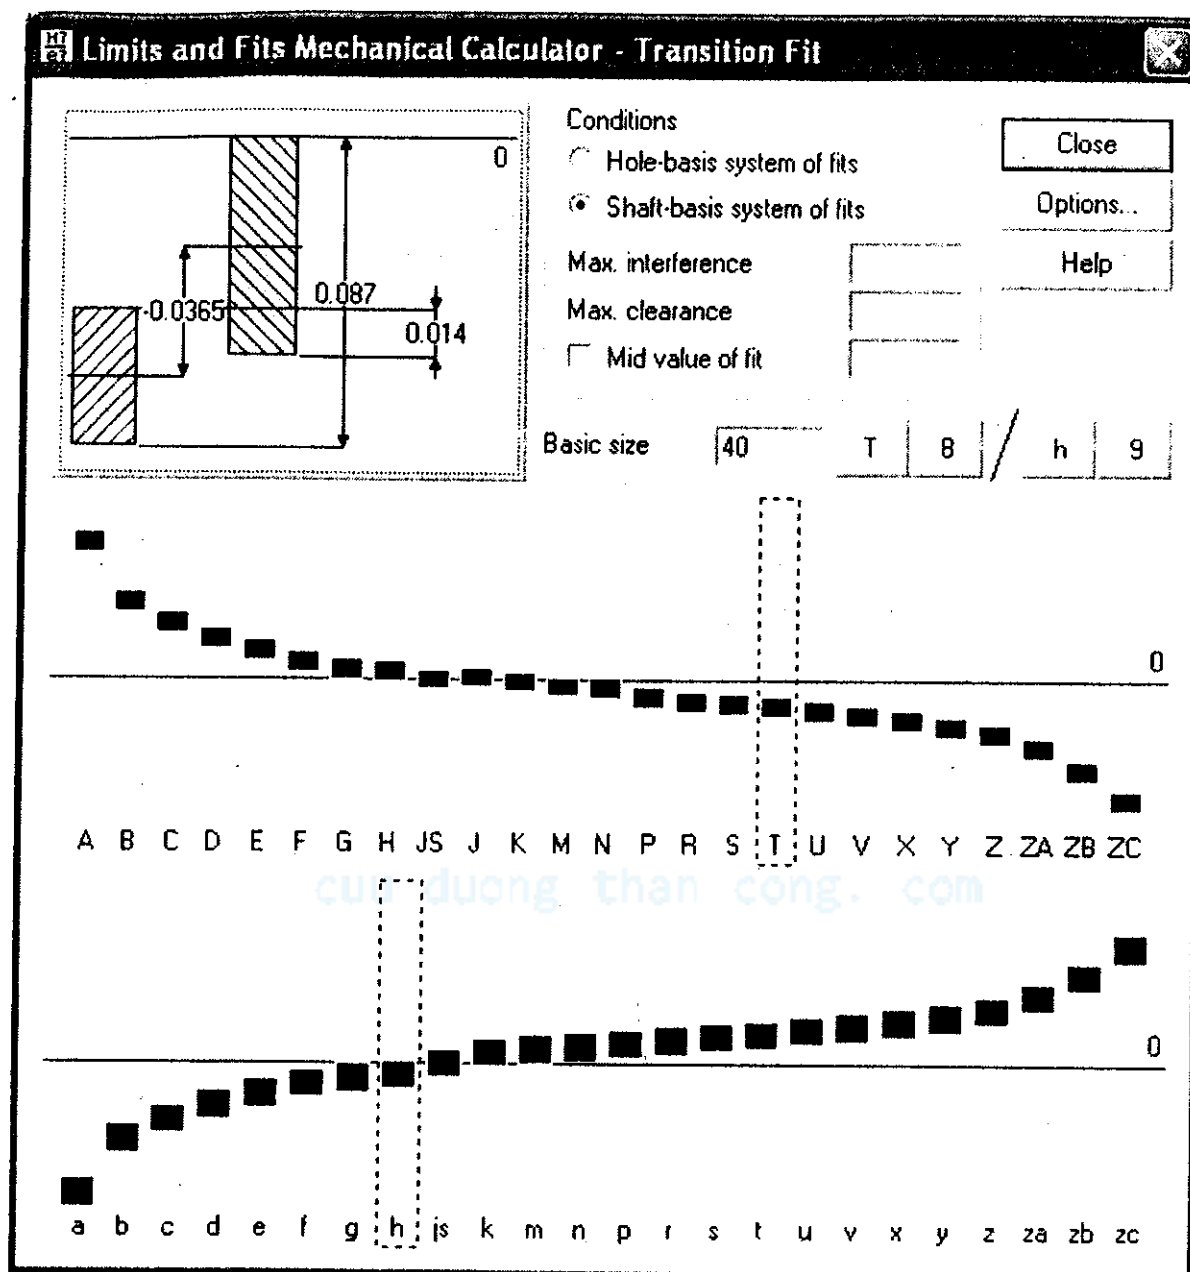 H7
e7
Limits and Fits Mechanical Calculator - Transition Fit
0
-0.0365
0.087
0.014
Conditions
Hole-basis system of fits
Shaft-basis system of fits
Max. interference
Max. clearance
Mid value of fit
Close
Options...
Help
Basic size 40 T 8 / h 9
0
A B C D E F G H JS J K M N P R S T U V X Y Z ZA ZB ZC
cuu duong than cong. com
0
a b c d e f g h js k m n p r s t u v x y z za zb zc